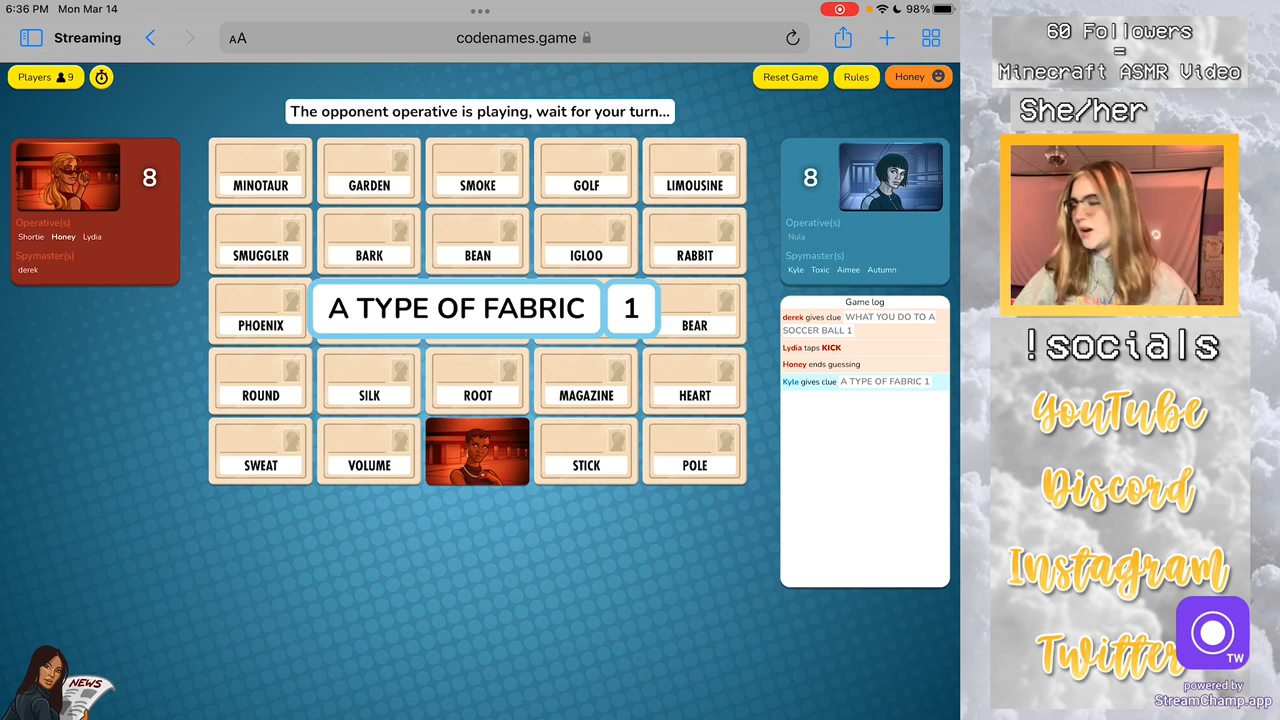 6:36 PM Mon Mar 14
98%
Streaming
AA
codenames.game
Players 9
Reset Game
Rules
Honey
The opponent operative is playing, wait for your turn...
8
Operative(s)
Shortie Honey Lydia
Spymaster(s)
derek
MINOTAUR
GARDEN
SMOKE
GOLF
LIMOUSINE
SMUGGLER
BARK
BEAN
IGLOO
RABBIT
PHOENIX
A TYPE OF FABRIC
1
BEAR
ROUND
SILK
ROOT
MAGAZINE
HEART
SWEAT
VOLUME
STICK
POLE
8
Operative(s)
Nula
Spymaster(s)
Kyle Toxic Aimee Autumn
Game log
derek gives clue WHAT YOU DO TO A
SOCCER BALL 1
Lydia taps KICK
Honey ends guessing
Kyle gives clue A TYPE OF FABRIC 1
NEWS
60 Followers
=
Minecraft ASMR Video
She/her
!socials
YouTube
Discord
Instagram
Twitter
TW
powered by
StreamChamp.app